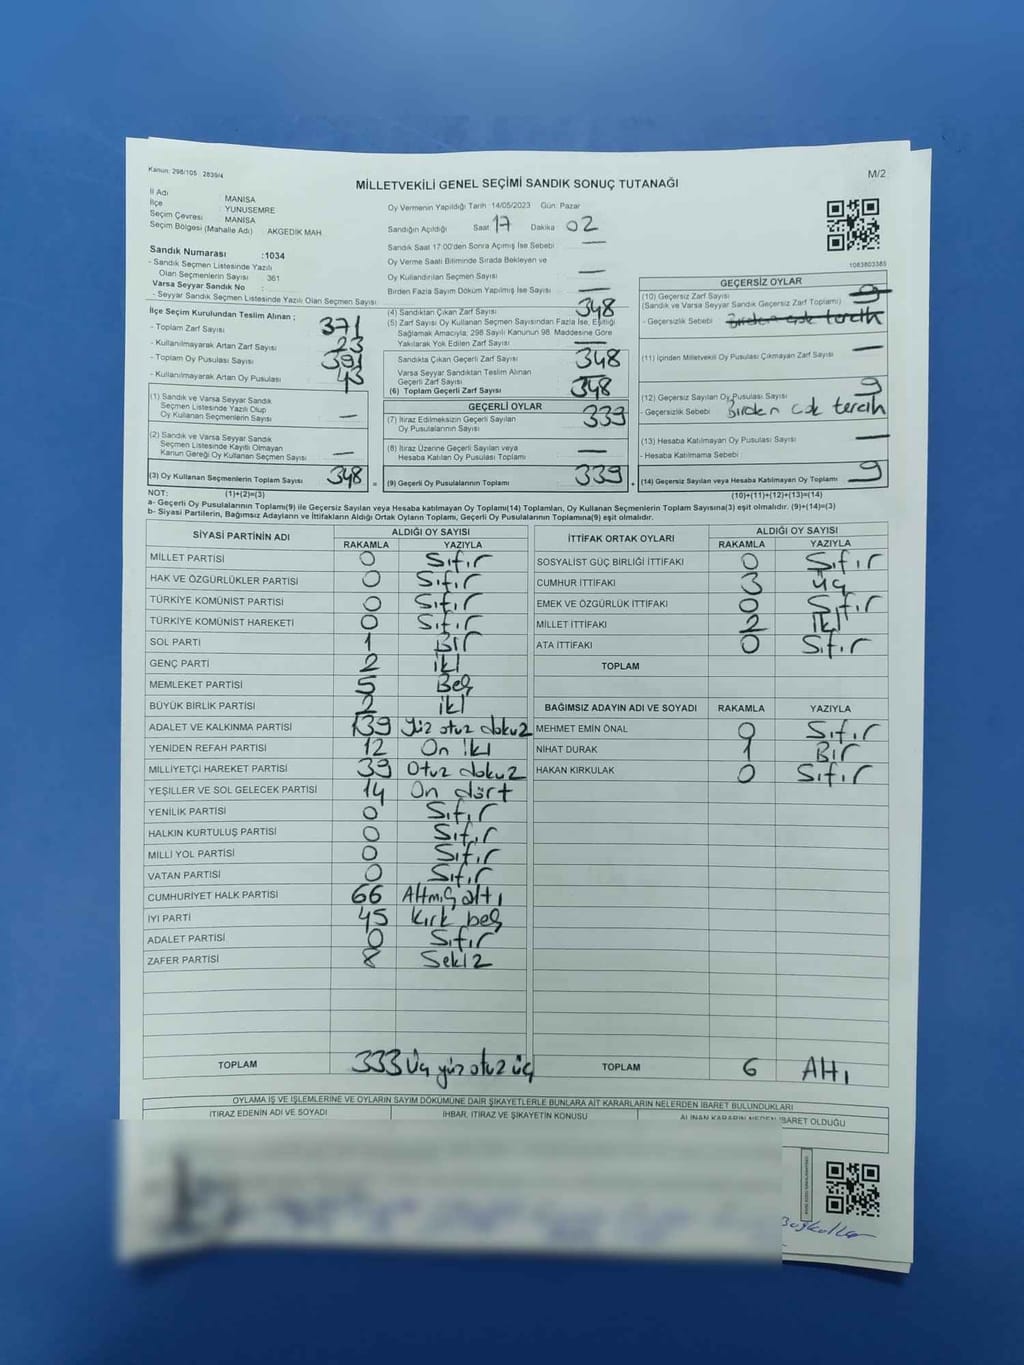 Kanun: 298/105 : 2839/4
MİLLETVEKİLİ GENEL SEÇİMİ SANDIK SONUÇ TUTANAĞI
M/2
İl Adı : MANİSA
İlçe : YUNUSEMRE
Seçim Çevresi : MANİSA
Seçim Bölgesi (Mahalle Adı) : AKGEDİK MAH
Sandık Numarası :1034
- Sandık Seçmen Listesinde Yazılı
Olan Seçmenlerin Sayısı : 361
Varsa Seyyar Sandık No :
- Seyyar Sandık Seçmen Listesinde Yazılı Olan Seçmen Sayısı :
Oy Vermenin Yapıldığı Tarih :14/05/2023 Gün: Pazar
Sandığın Açıldığı Saat 17 Dakika 02
Sandık Saat 17:00'den Sonra Açılmış İse Sebebi : —
Oy Verme Saati Bitiminde Sırada Bekleyen ve
Oy Kullandırılan Seçmen Sayısı : —
Birden Fazla Sayım Döküm Yapılmış İse Sayısı : —
1083803385
İlçe Seçim Kurulundan Teslim Alınan ;
- Toplam Zarf Sayısı : 371
- Kullanılmayarak Artan Zarf Sayısı : 23
- Toplam Oy Pusulası Sayısı : 391
- Kullanılmayarak Artan Oy Pusulası : 43
(1) Sandık ve Varsa Seyyar Sandık
Seçmen Listesinde Yazılı Olup
Oy Kullanan Seçmenlerin Sayısı : —
(2) Sandık ve Varsa Seyyar Sandık
Seçmen Listesinde Kayıtlı Olmayan
Kanun Gereği Oy Kullanan Seçmen Sayısı : —
(3) Oy Kullanan Seçmenlerin Toplam Sayısı : 348
(4) Sandıktan Çıkan Zarf Sayısı : 348
(5) Zarf Sayısı Oy Kullanan Seçmen Sayısından Fazla İse, Eşitliği
Sağlamak Amacıyla; 298 Sayılı Kanunun 98. Maddesine Göre
Yakılarak Yok Edilen Zarf Sayısı : —
Sandıkta Çıkan Geçerli Zarf Sayısı : 348
Varsa Seyyar Sandıktan Teslim Alınan
Geçerli Zarf Sayısı : —
(6) Toplam Geçerli Zarf Sayısı : 348
GEÇERLİ OYLAR
(7) İtiraz Edilmeksizin Geçerli Sayılan
Oy Pusulalarının Sayısı : 339
(8) İtiraz Üzerine Geçerli Sayılan veya
Hesaba Katılan Oy Pusulası Toplamı : —
= (9) Geçerli Oy Pusulalarının Toplamı : 339
GEÇERSİZ OYLAR
(10) Geçersiz Zarf Sayısı : 9
(Sandık ve Varsa Seyyar Sandık Geçersiz Zarf Toplamı)
- Geçersizlik Sebebi : Birden çok tercih
(11) İçinden Milletvekili Oy Pusulası Çıkmayan Zarf Sayısı : —
(12) Geçersiz Sayılan Oy Pusulası Sayısı : 9
- Geçersizlik Sebebi : Birden çok tercih
(13) Hesaba Katılmayan Oy Pusulası Sayısı : —
- Hesaba Katılmama Sebebi :
+ (14) Geçersiz Sayılan veya Hesaba Katılmayan Oy Toplamı : 9
NOT: (1)+(2)=(3) (10)+(11)+(12)+(13)=(14)
a- Geçerli Oy Pusulalarının Toplamı(9) ile Geçersiz Sayılan veya Hesaba katılmayan Oy Toplamı(14) Toplamları, Oy Kullanan Seçmenlerin Toplam Sayısına(3) eşit olmalıdır. (9)+(14)=(3)
b- Siyasi Partilerin, Bağımsız Adayların ve İttifakların Aldığı Ortak Oyların Toplamı, Geçerli Oy Pusulalarının Toplamına(9) eşit olmalıdır.
SİYASİ PARTİNİN ADI ALDIĞI OY SAYISI
RAKAMLA YAZIYLA
MİLLET PARTİSİ 0 Sıfır
HAK VE ÖZGÜRLÜKLER PARTİSİ 0 Sıfır
TÜRKİYE KOMÜNİST PARTİSİ 0 Sıfır
TÜRKİYE KOMÜNİST HAREKETİ 0 Sıfır
SOL PARTİ 1 Bir
GENÇ PARTİ 2 iki
MEMLEKET PARTİSİ 5 Beş
BÜYÜK BİRLİK PARTİSİ 2 iki
ADALET VE KALKINMA PARTİSİ 139 Yüz otuz dokuz
YENİDEN REFAH PARTİSİ 12 On iki
MİLLİYETÇİ HAREKET PARTİSİ 39 Otuz dokuz
YEŞİLLER VE SOL GELECEK PARTİSİ 14 On dört
YENİLİK PARTİSİ 0 Sıfır
HALKIN KURTULUŞ PARTİSİ 0 Sıfır
MİLLİ YOL PARTİSİ 0 Sıfır
VATAN PARTİSİ 0 Sıfır
CUMHURİYET HALK PARTİSİ 66 Altmış altı
İYİ PARTİ 45 Kırk beş
ADALET PARTİSİ 0 Sıfır
ZAFER PARTİSİ 8 Sekiz
TOPLAM 333 üç yüz otuz üç
İTTİFAK ORTAK OYLARI ALDIĞI OY SAYISI
RAKAMLA YAZIYLA
SOSYALİST GÜÇ BİRLİĞİ İTTİFAKI 0 Sıfır
CUMHUR İTTİFAKI 3 üç
EMEK VE ÖZGÜRLÜK İTTİFAKI 0 Sıfır
MİLLET İTTİFAKI 2 iki
ATA İTTİFAKI 0 Sıfır
TOPLAM
BAĞIMSIZ ADAYIN ADI VE SOYADI RAKAMLA YAZIYLA
MEHMET EMİN ÖNAL 0 Sıfır
NİHAT DURAK 1 Bir
HAKAN KIRKULAK 0 Sıfır
TOPLAM 6 Altı
OYLAMA İŞ VE İŞLEMLERİNE VE OYLARIN SAYIM DÖKÜMÜNE DAİR ŞİKAYETLERLE BUNLARA AİT KARARLARIN NELERDEN İBARET BULUNDUKLARI
İTİRAZ EDENİN ADI VE SOYADI İHBAR, İTİRAZ VE ŞİKAYETİN KONUSU ALINAN KARARIN NEDEN İBARET OLDUĞU